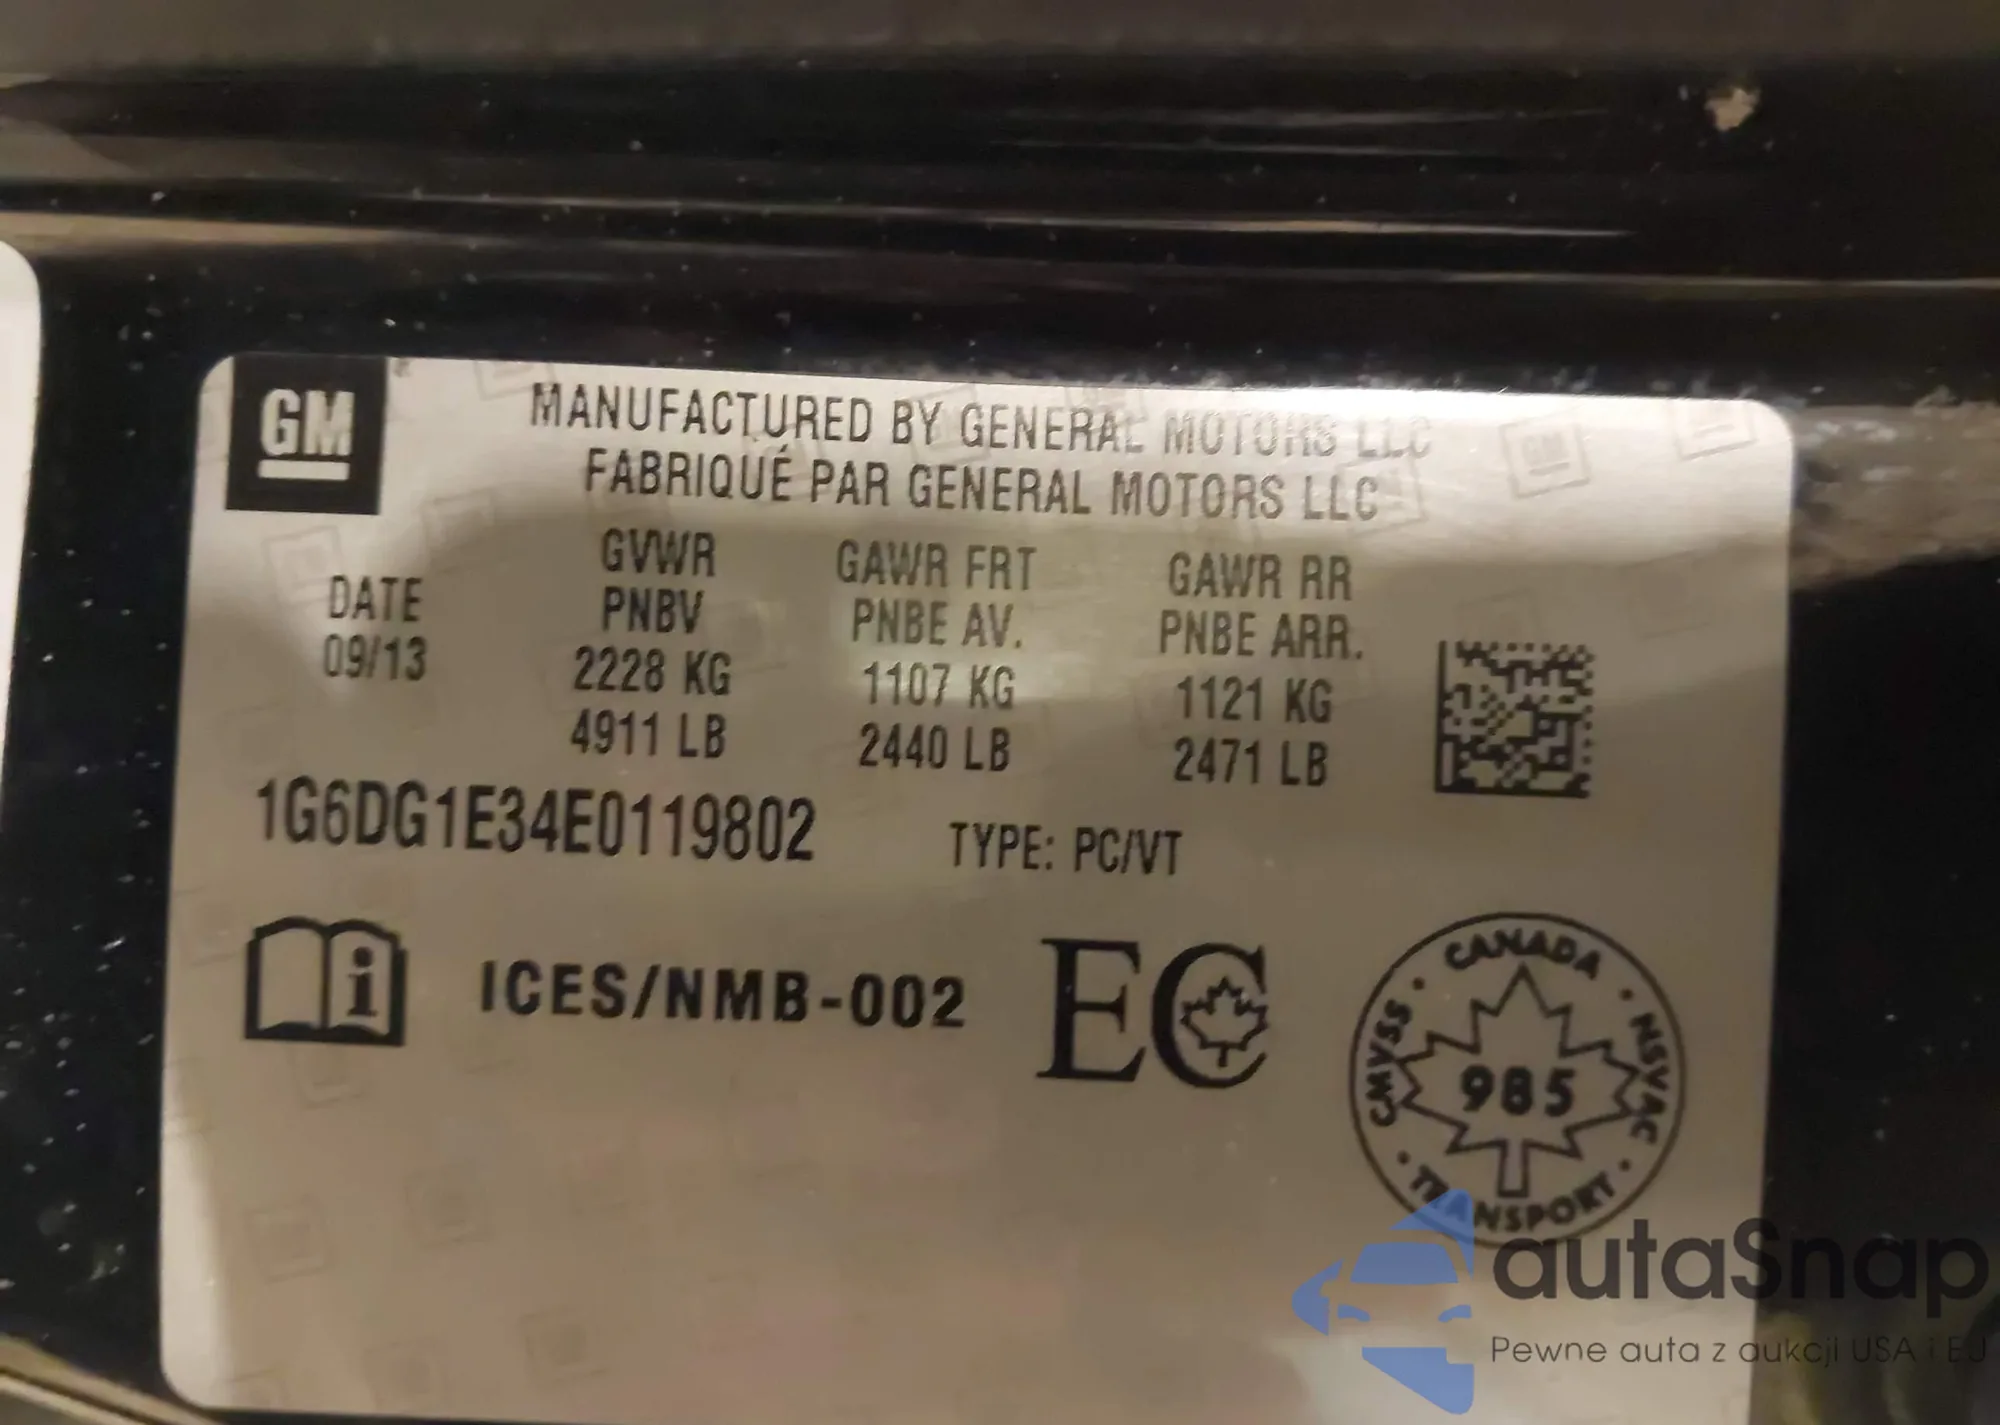 GM
MANUFACTURED BY GENERAL MOTORS LLC
FABRIQUÉ PAR GENERAL MOTORS LLC
DATE
09/13
GVWR
PNBV
2228 KG
4911 LB
GAWR FRT
PNBE AV.
1107 KG
2440 LB
GAWR RR
PNBE ARR.
1121 KG
2471 LB
1G6DG1E34E0119802 TYPE: PC/VT
i ICES/NMB-002 EC
CANADA
CMVSS · NSVAC
985
TRANSPORT
autaSnap
Pewne auta z aukcji USA i EU